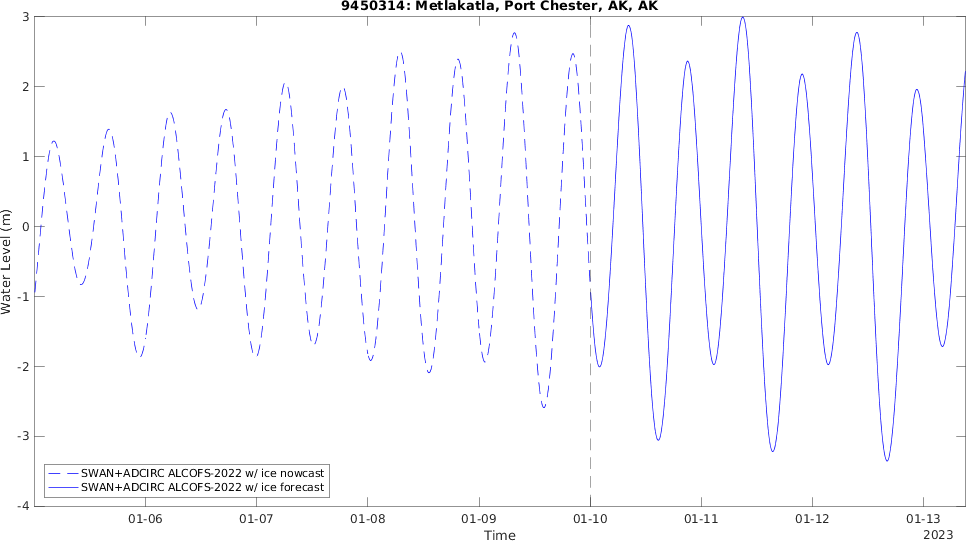 9450314: Metlakatla, Port Chester, AK, AK
Water Level (m)
3
2
1
0
-1
-2
-3
-4
SWAN+ADCIRC ALCOFS-2022 w/ ice nowcast
SWAN+ADCIRC ALCOFS-2022 w/ ice forecast
01-06 01-07 01-08 01-09 01-10 01-11 01-12 01-13
Time
2023